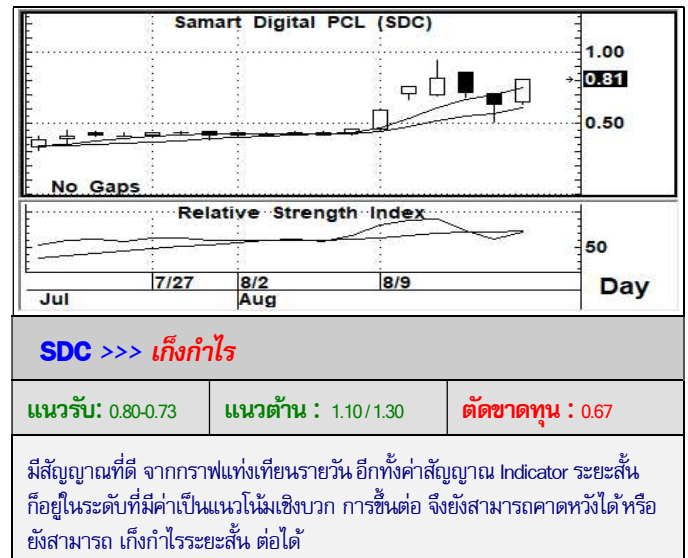 Samart Digital PCL (SDC)
1.00
0.81
0.50
No Gaps
Relative Strength Index
50
7/27 8/2 8/9
Jul Aug
Day
SDC >>> เก็งกำไร
แนวรับ: 0.80-0.73 แนวต้าน : 1.10/1.30 ตัดขาดทุน : 0.67
มีสัญญาณที่ดี จากกราฟแท่งเทียนรายวัน อีกทั้งค่าสัญญาณ Indicator ระยะสั้น
ก็อยู่ในระดับที่มีค่าเป็นแนวโน้มเชิงบวก การขึ้นต่อ จึงยังสามารถคาดหวังได้ หรือ
ยังสามารถ เก็งกำไรระยะสั้น ต่อได้